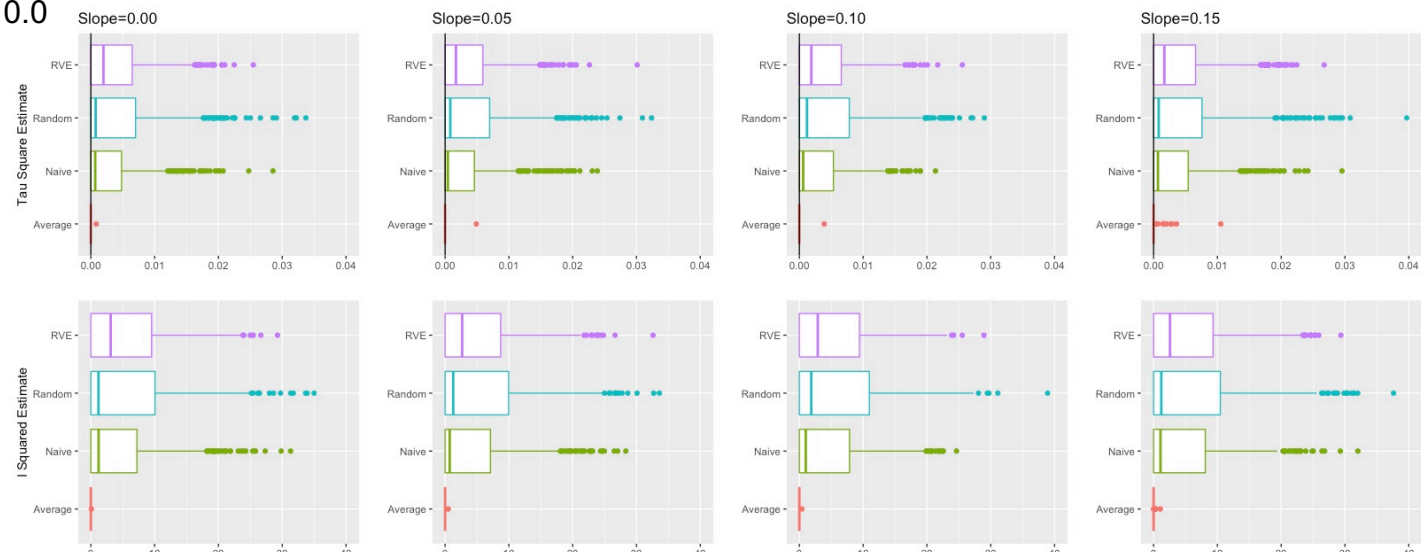 0.0
Slope=0.00 Slope=0.05 Slope=0.10 Slope=0.15
Tau Square Estimate
RVE RVE RVE RVE
Random Random Random Random
Naive Naive Naive Naive
Average Average Average Average
0.00 0.01 0.02 0.03 0.04 0.00 0.01 0.02 0.03 0.04 0.00 0.01 0.02 0.03 0.04 0.00 0.01 0.02 0.03 0.04
I Squared Estimate
RVE RVE RVE RVE
Random Random Random Random
Naive Naive Naive Naive
Average Average Average Average